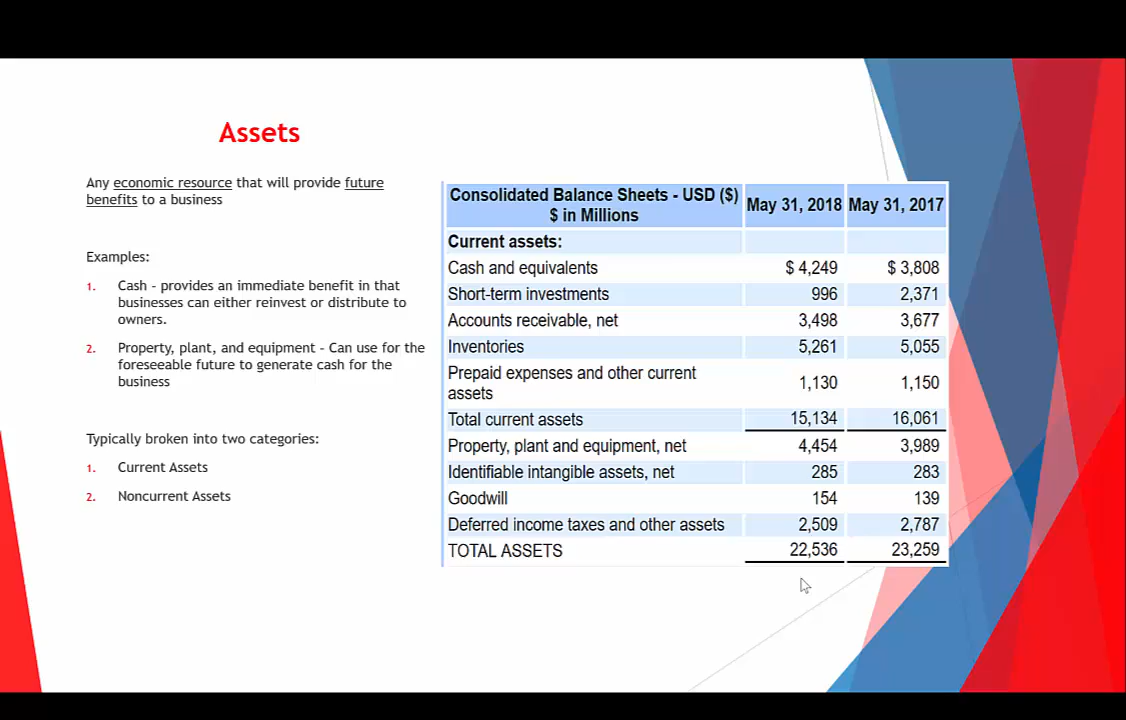 Assets
Any economic resource that will provide future
benefits to a business
Examples:
1. Cash - provides an immediate benefit in that
businesses can either reinvest or distribute to
owners.
2. Property, plant, and equipment - Can use for the
foreseeable future to generate cash for the
business
Typically broken into two categories:
1. Current Assets
2. Noncurrent Assets
Consolidated Balance Sheets - USD ($)
$ in Millions
May 31, 2018 May 31, 2017
Current assets:
Cash and equivalents $ 4,249 $ 3,808
Short-term investments 996 2,371
Accounts receivable, net 3,498 3,677
Inventories 5,261 5,055
Prepaid expenses and other current
assets
1,130 1,150
Total current assets 15,134 16,061
Property, plant and equipment, net 4,454 3,989
Identifiable intangible assets, net 285 283
Goodwill 154 139
Deferred income taxes and other assets 2,509 2,787
TOTAL ASSETS 22,536 23,259